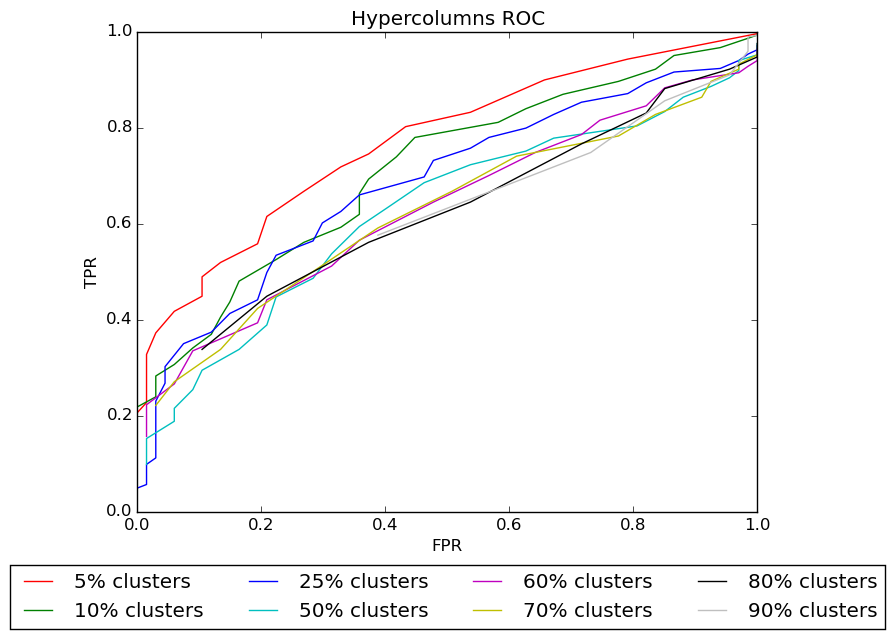 Hypercolumns ROC
1.0
0.8
0.6
0.4
0.2
0.0
TPR
0.0 0.2 0.4 0.6 0.8 1.0
FPR
5% clusters 25% clusters 60% clusters 80% clusters
10% clusters 50% clusters 70% clusters 90% clusters